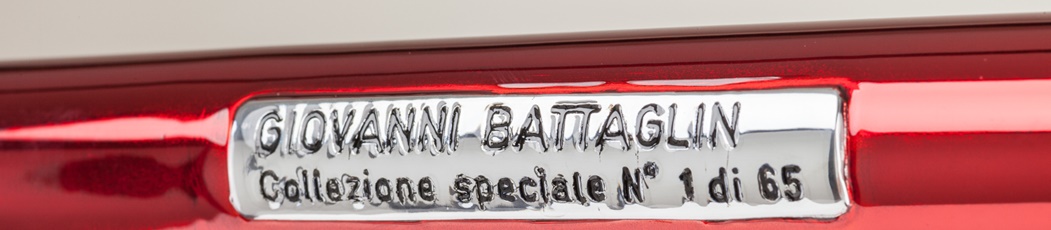 GIOVANNI BATTAGLIN
Collezione speciale N° 1 di 65